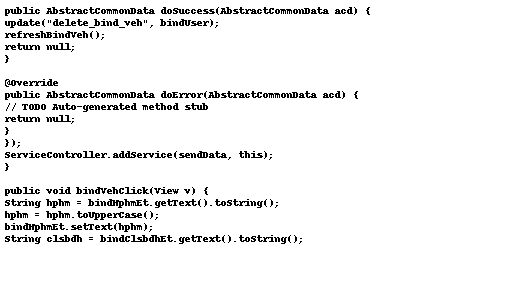 public AbstractCommonData doSuccess(AbstractCommonData acd) {
update("delete_bind_veh", bindUser);
refreshBindVeh();
return null;
}

@Override
public AbstractCommonData doError(AbstractCommonData acd) {
// TODO Auto-generated method stub
return null;
}
});
ServiceController.addService(sendData, this);
}

public void bindVehClick(View v) {
String hphm = bindHphmEt.getText().toString();
hphm = hphm.toUpperCase();
bindHphmEt.setText(hphm);
String clsbdh = bindClsbdhEt.getText().toString();